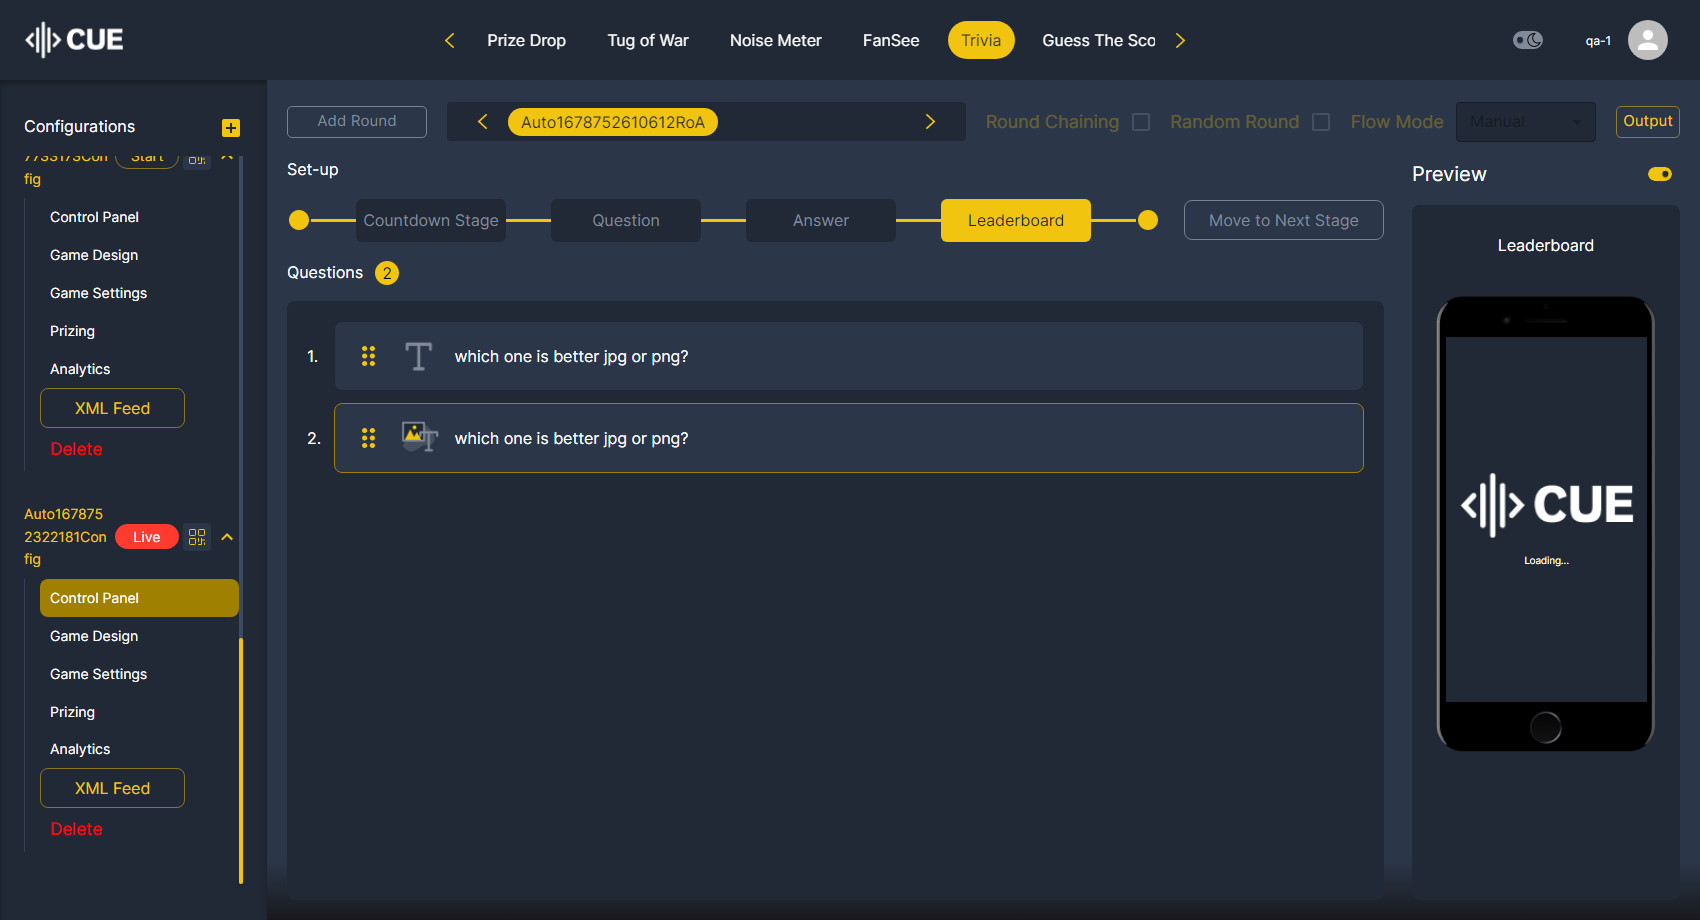 CUE
Prize Drop
Tug of War
Noise Meter
FanSee
Trivia
Guess The Sco
qa-1
Configurations
Add Round
Auto1678752610612RoA
Round Chaining
Random Round
Flow Mode
Manual
Output
7733173Con
fig
Start
Control Panel
Game Design
Game Settings
Prizing
Analytics
XML Feed
Delete
Auto167875
2322181Con
fig
Live
Control Panel
Game Design
Game Settings
Prizing
Analytics
XML Feed
Delete
Set-up
Countdown Stage
Question
Answer
Leaderboard
Move to Next Stage
Questions 2
1. which one is better jpg or png?
2. which one is better jpg or png?
Preview
Leaderboard
CUE
Loading...